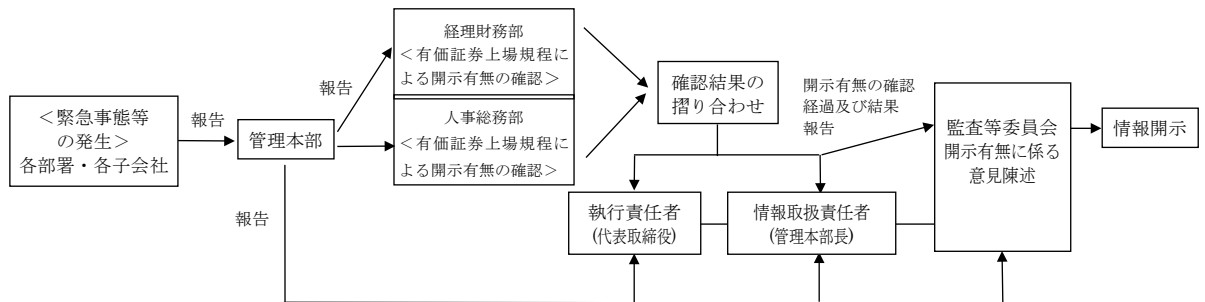 ＜緊急事態等
の発生＞
各部署・各子会社
報告
管理本部
報告
報告
経理財務部
＜有価証券上場規程に
よる開示有無の確認＞
人事総務部
＜有価証券上場規程に
よる開示有無の確認＞
確認結果の
摺り合わせ
執行責任者
(代表取締役)
情報取扱責任者
(管理本部長)
開示有無の確認
経過及び結果
報告
監査等委員会
開示有無に係る
意見陳述
情報開示